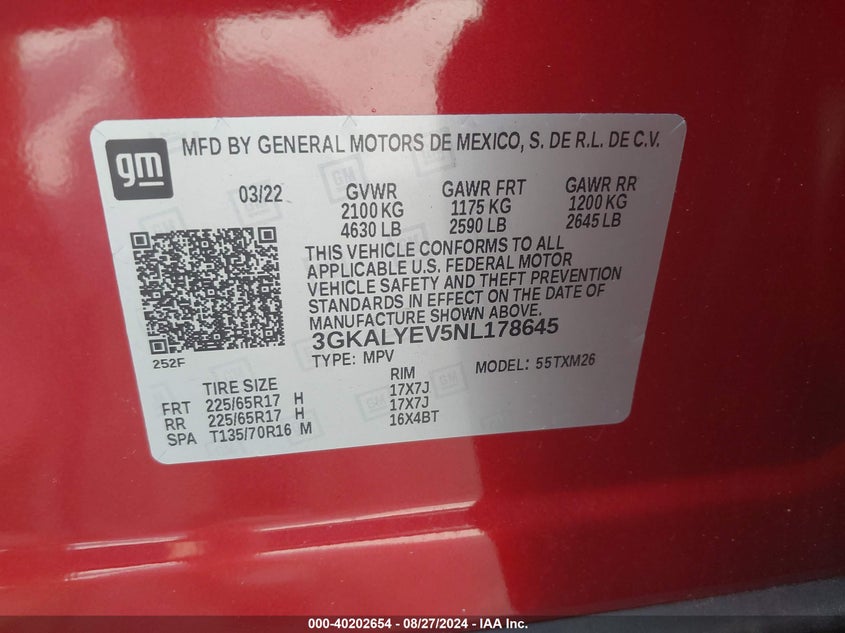 gm
MFD BY GENERAL MOTORS DE MEXICO, S. DE R.L. DE C.V.
03/22 GVWR GAWR FRT GAWR RR
2100 KG 1175 KG 1200 KG
4630 LB 2590 LB 2645 LB
THIS VEHICLE CONFORMS TO ALL
APPLICABLE U.S. FEDERAL MOTOR
VEHICLE SAFETY AND THEFT PREVENTION
STANDARDS IN EFFECT ON THE DATE OF
MANUFACTURE SHOWN ABOVE.
3GKALYEV5NL178645
252F TYPE: MPV MODEL: 55TXM26
TIRE SIZE RIM
FRT 225/65R17 H 17X7J
RR 225/65R17 H 17X7J
SPA T135/70R16 M 16X4BT
000-40202654 - 08/27/2024 - IAA Inc.